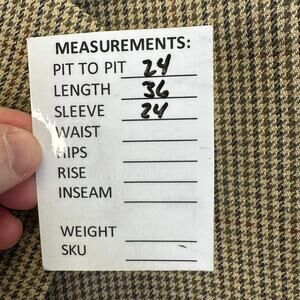 MEASUREMENTS:
PIT TO PIT 24
LENGTH 36
SLEEVE 24
WAIST
HIPS
RISE
INSEAM
WEIGHT
SKU